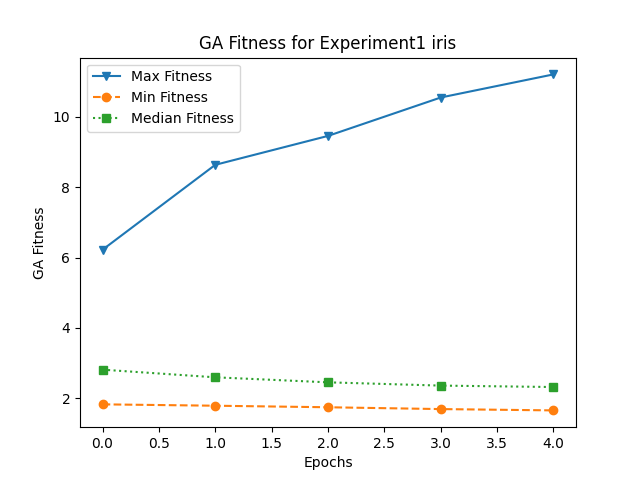 GA Fitness for Experiment1 iris
Max Fitness
Min Fitness
Median Fitness
GA Fitness
10
8
6
4
2
0.0 0.5 1.0 1.5 2.0 2.5 3.0 3.5 4.0
Epochs